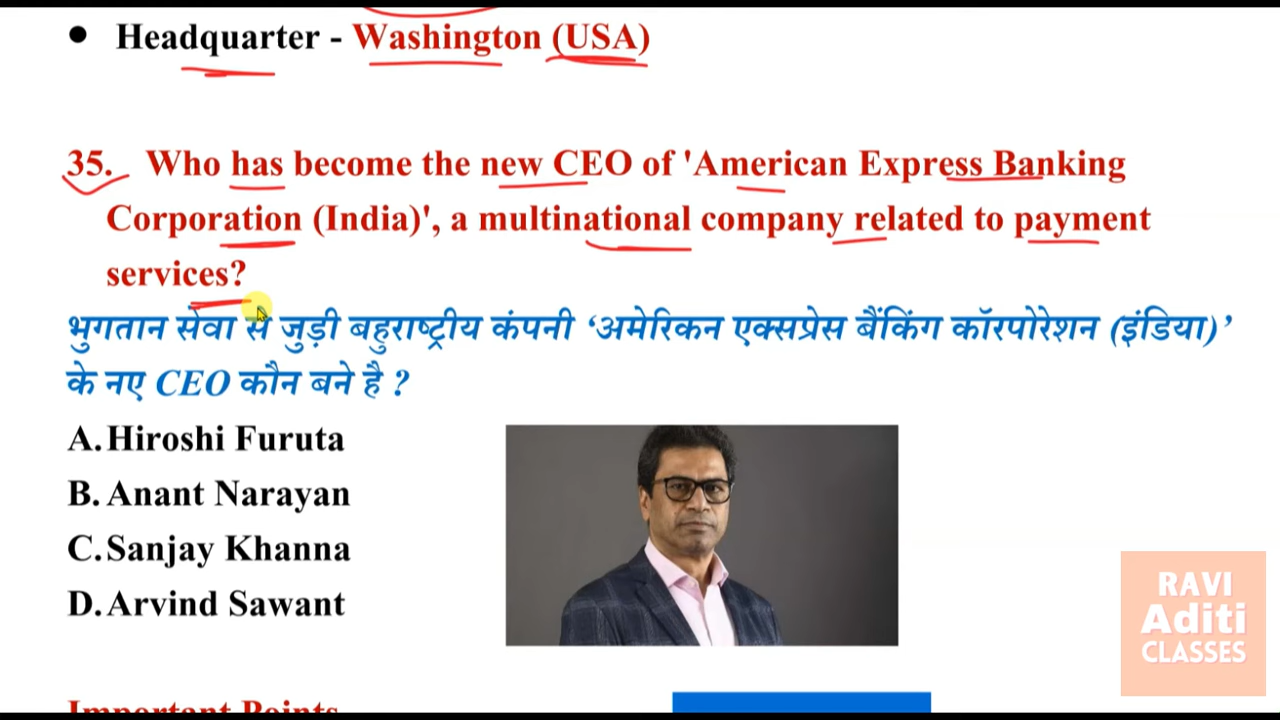 • Headquarter - Washington (USA)
35. Who has become the new CEO of 'American Express Banking
Corporation (India)', a multinational company related to payment
services?
भुगतान सेवा से जुड़ी बहुराष्ट्रीय कंपनी ‘अमेरिकन एक्सप्रेस बैंकिंग कॉरपोरेशन (इंडिया)’
के नए CEO कौन बने है ?
A. Hiroshi Furuta
B. Anant Narayan
C. Sanjay Khanna
D. Arvind Sawant
RAVI
Aditi
CLASSES
Important Points